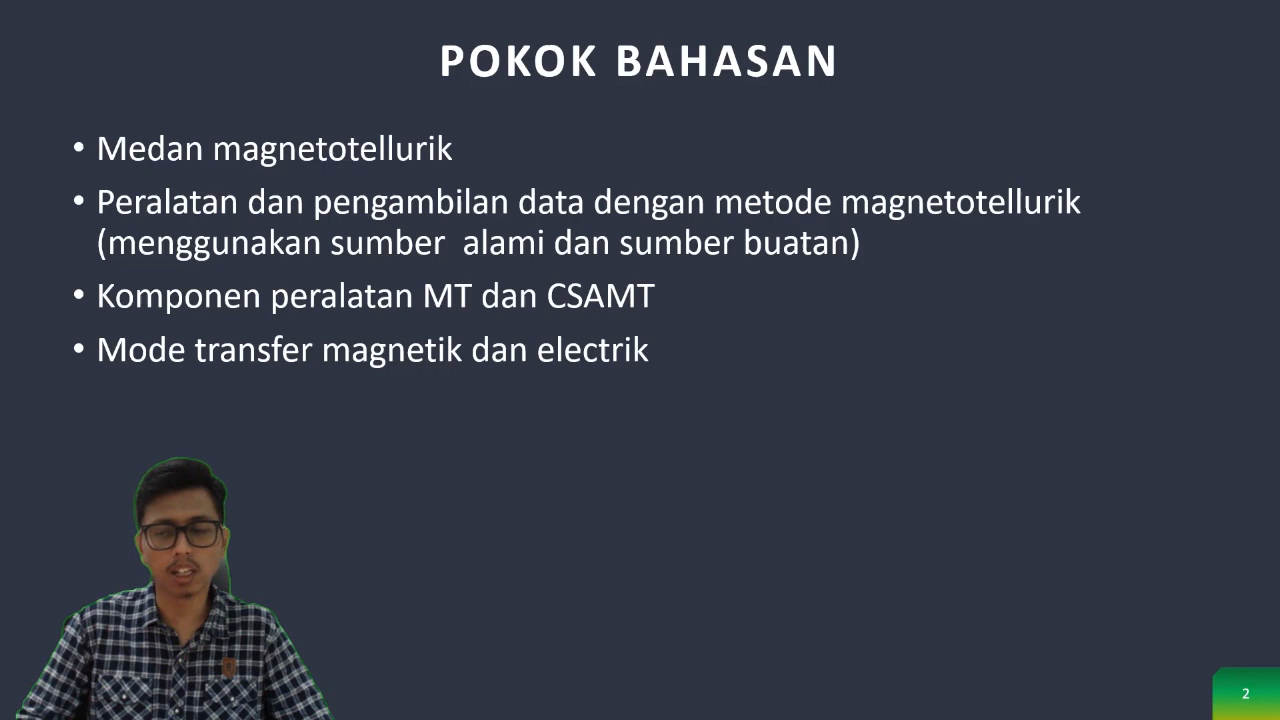 POKOK BAHASAN
• Medan magnetotellurik
• Peralatan dan pengambilan data dengan metode magnetotellurik
(menggunakan sumber  alami dan sumber buatan)
• Komponen peralatan MT dan CSAMT
• Mode transfer magnetik dan electrik
2